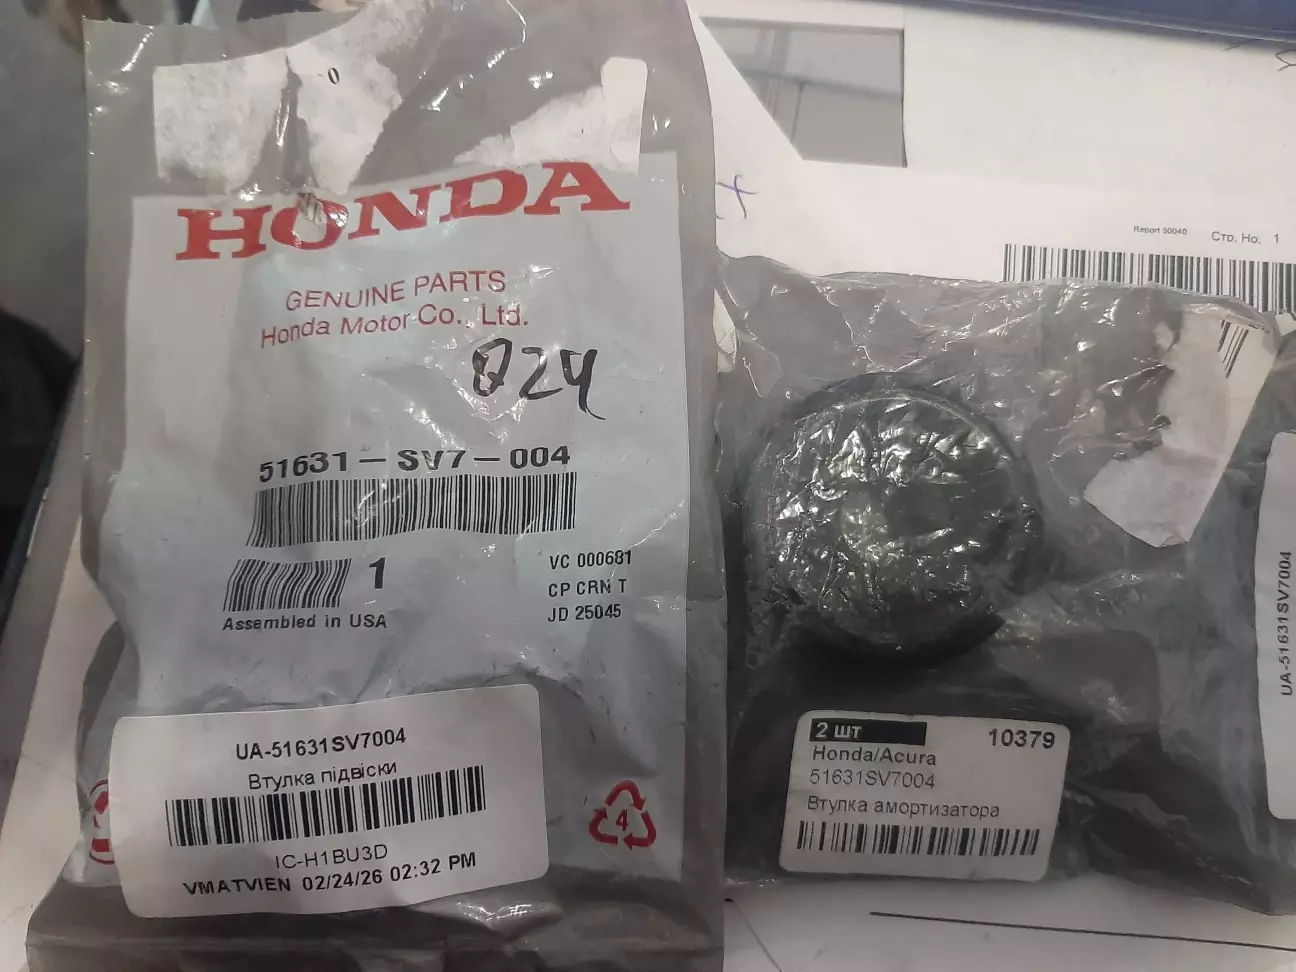 0
HONDA
GENUINE PARTS
Honda Motor Co., Ltd.
024
51631-SV7-004
1
VC 000681
CP CRN T
JD 25045
Assembled in USA
UA-51631SV7004
Втулка підвіски
IC-H1BU3D
VMATVIEN 02/24/26 02:32 PM
4
Report 50040
Стр. Но. 1
2 шт
10379
Honda/Acura
51631SV7004
Втулка амортизатора
UA-51631SV7004